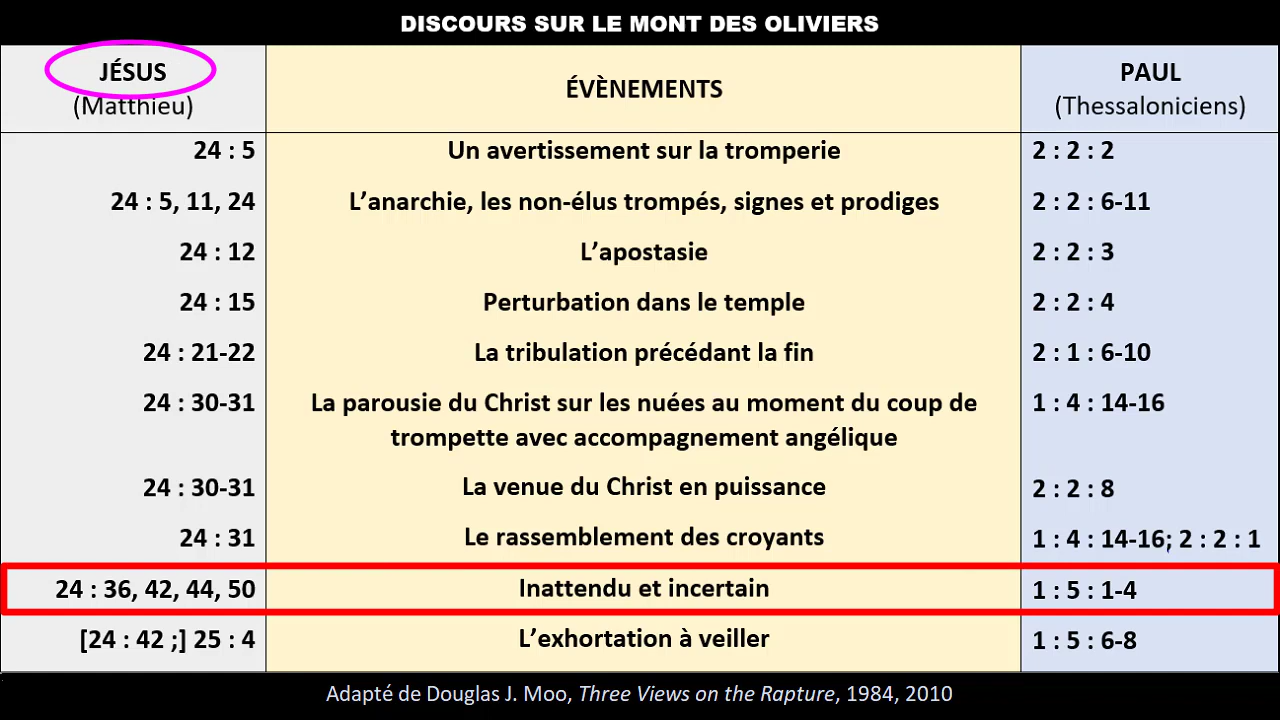 DISCOURS SUR LE MONT DES OLIVIERS
JÉSUS
(Matthieu)
ÉVÈNEMENTS
PAUL
(Thessaloniciens)
24 : 5
Un avertissement sur la tromperie
2 : 2 : 2
24 : 5, 11, 24
L’anarchie, les non-élus trompés, signes et prodiges
2 : 2 : 6-11
24 : 12
L’apostasie
2 : 2 : 3
24 : 15
Perturbation dans le temple
2 : 2 : 4
24 : 21-22
La tribulation précédant la fin
2 : 1 : 6-10
24 : 30-31
La parousie du Christ sur les nuées au moment du coup de
trompette avec accompagnement angélique
1 : 4 : 14-16
24 : 30-31
La venue du Christ en puissance
2 : 2 : 8
24 : 31
Le rassemblement des croyants
1 : 4 : 14-16; 2 : 2 : 1
24 : 36, 42, 44, 50
Inattendu et incertain
1 : 5 : 1-4
[24 : 42 ;] 25 : 4
L’exhortation à veiller
1 : 5 : 6-8
Adapté de Douglas J. Moo, Three Views on the Rapture, 1984, 2010